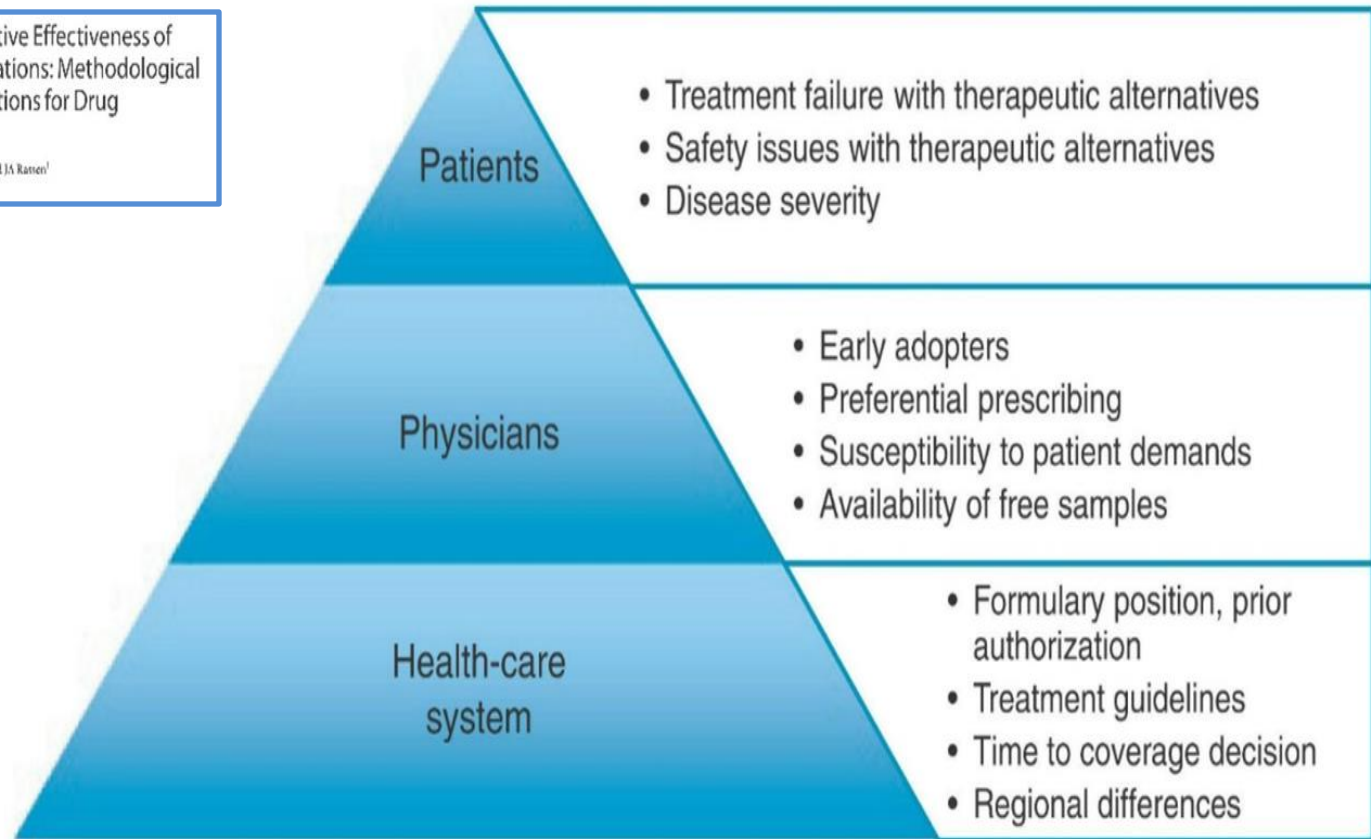 tive Effectiveness of
ations: Methodological
tions for Drug
JA Rassen¹
Patients
• Treatment failure with therapeutic alternatives
• Safety issues with therapeutic alternatives
• Disease severity
Physicians
• Early adopters
• Preferential prescribing
• Susceptibility to patient demands
• Availability of free samples
Health-care
system
• Formulary position, prior
authorization
• Treatment guidelines
• Time to coverage decision
• Regional differences